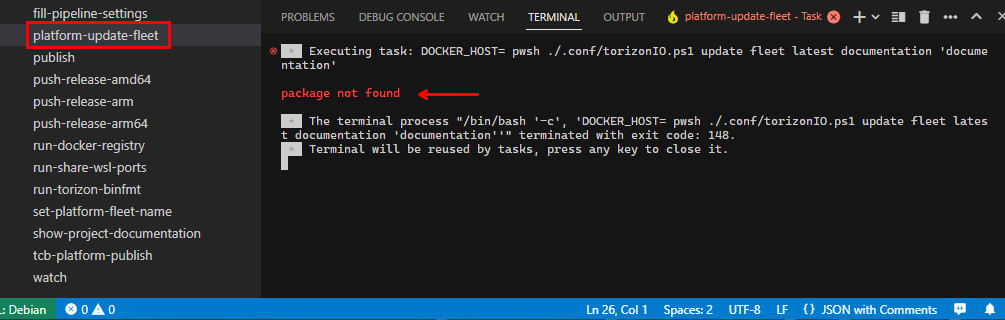 fill-pipeline-settings
platform-update-fleet
publish
push-release-amd64
push-release-arm
push-release-arm64
run-docker-registry
run-share-wsl-ports
run-torizon-binfmt
set-platform-fleet-name
show-project-documentation
tcb-platform-publish
watch
PROBLEMS DEBUG CONSOLE WATCH TERMINAL OUTPUT platform-update-fleet - Task
* Executing task: DOCKER_HOST= pwsh ./.conf/torizonIO.ps1 update fleet latest documentation 'docume
ntation'
package not found
* The terminal process "/bin/bash '-c', 'DOCKER_HOST= pwsh ./.conf/torizonIO.ps1 update fleet lates
t documentation 'documentation''" terminated with exit code: 148.
* Terminal will be reused by tasks, press any key to close it.
L: Debian 0 0 Ln 26, Col 1 Spaces: 2 UTF-8 LF {} JSON with Comments